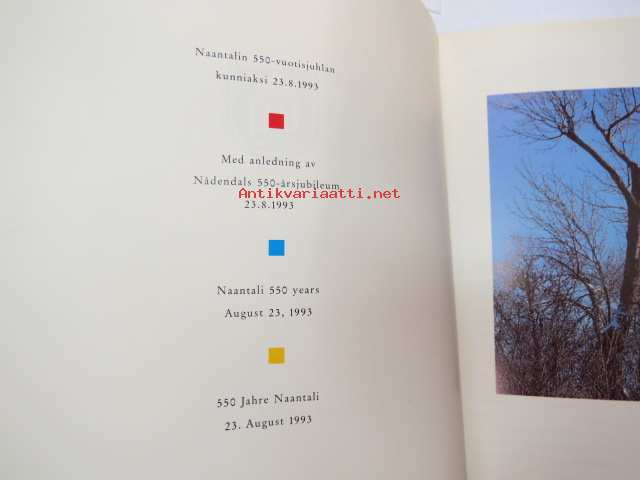 Naantalin 550-vuotisjuhlan
kunniaksi 23.8.1993
Med anledning av
Nådendals 550-årsjubileum
Antikvariaatti.net
23.8.1993
Naantali 550 years
August 23, 1993
550 Jahre Naantali
23. August 1993